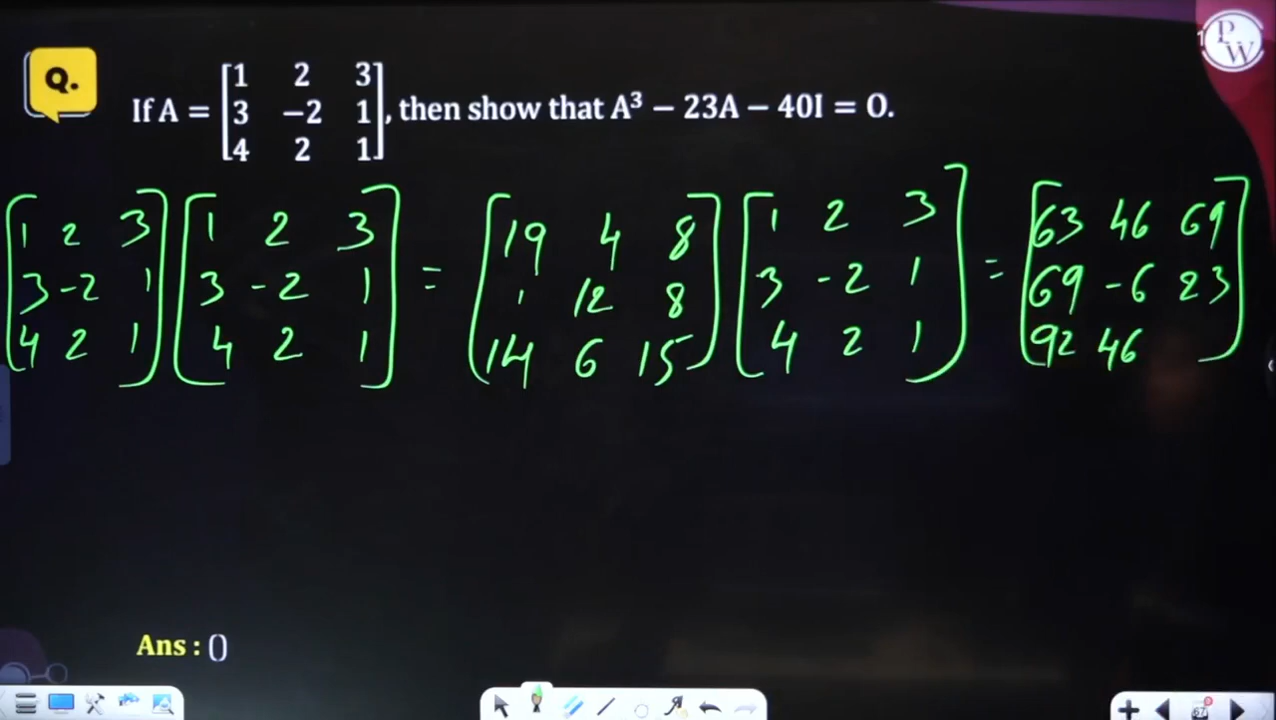 PW
Q.
If A = [1 2 3
3 −2 1
4 2 1], then show that A³ − 23A − 40I = O.
[1 2 3 [1 2 3 = [19 4 8 [1 2 3 = [63 46 69
3 -2 1 3 -2 1 1 12 8 3 -2 1 69 -6 23
4 2 1] 4 2 1] 14 6 15] 4 2 1] 92 46 ]
Ans : ()
57